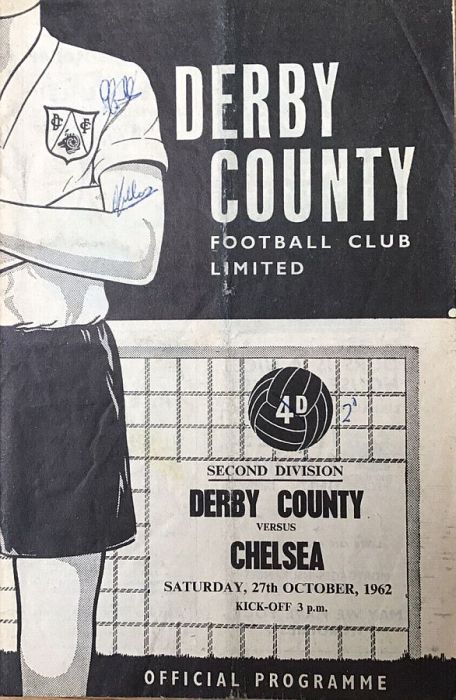 DERBY
COUNTY
FOOTBALL CLUB
LIMITED
4D
2d
SECOND DIVISION
DERBY COUNTY
VERSUS
CHELSEA
SATURDAY, 27th OCTOBER, 1962
KICK-OFF 3 p.m.
OFFICIAL PROGRAMME